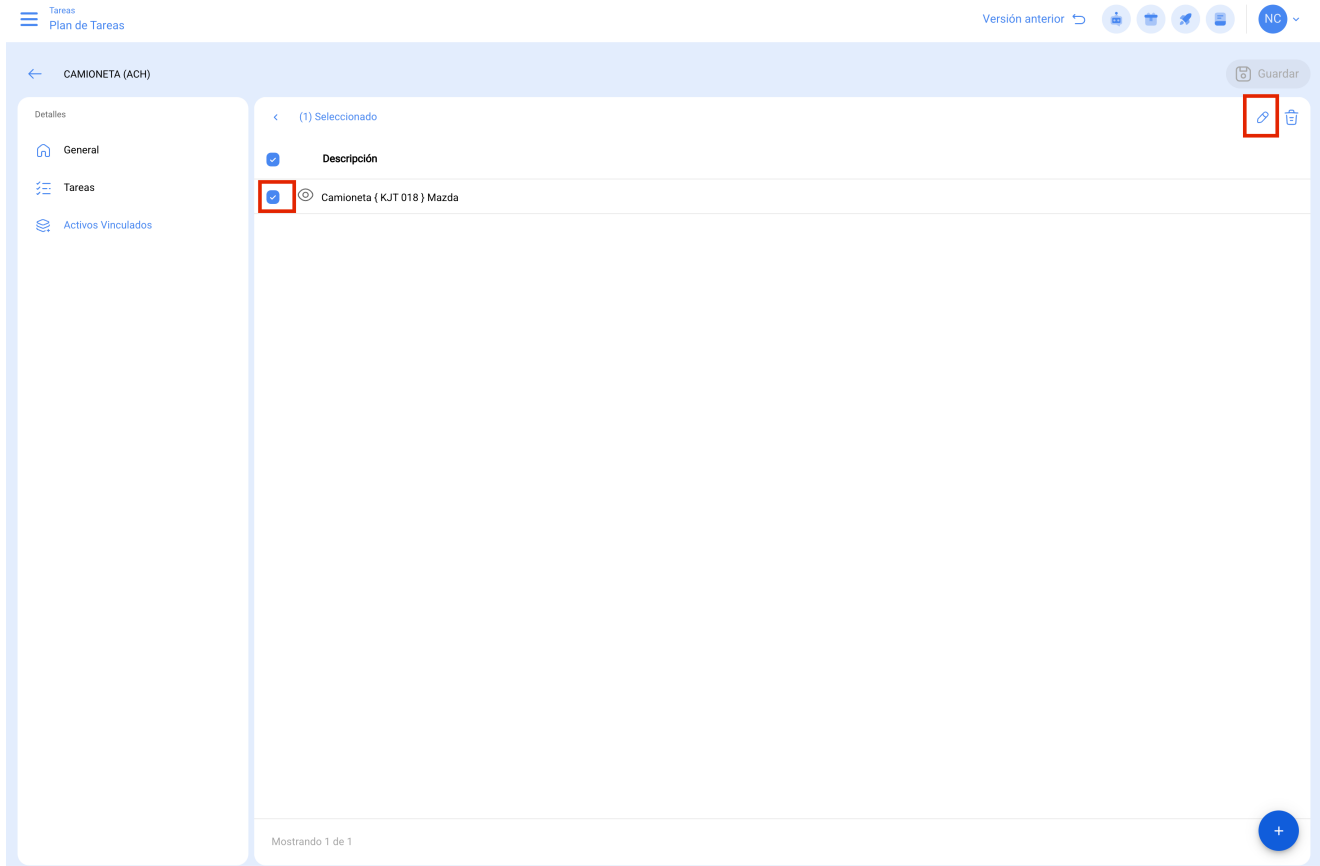 Tareas
Plan de Tareas
Versión anterior
NC
CAMIONETA (ACH)
Guardar
Detalles
General
Tareas
Activos Vinculados
(1) Seleccionado
Descripción
Camioneta { KJT 018 } Mazda
Mostrando 1 de 1
+